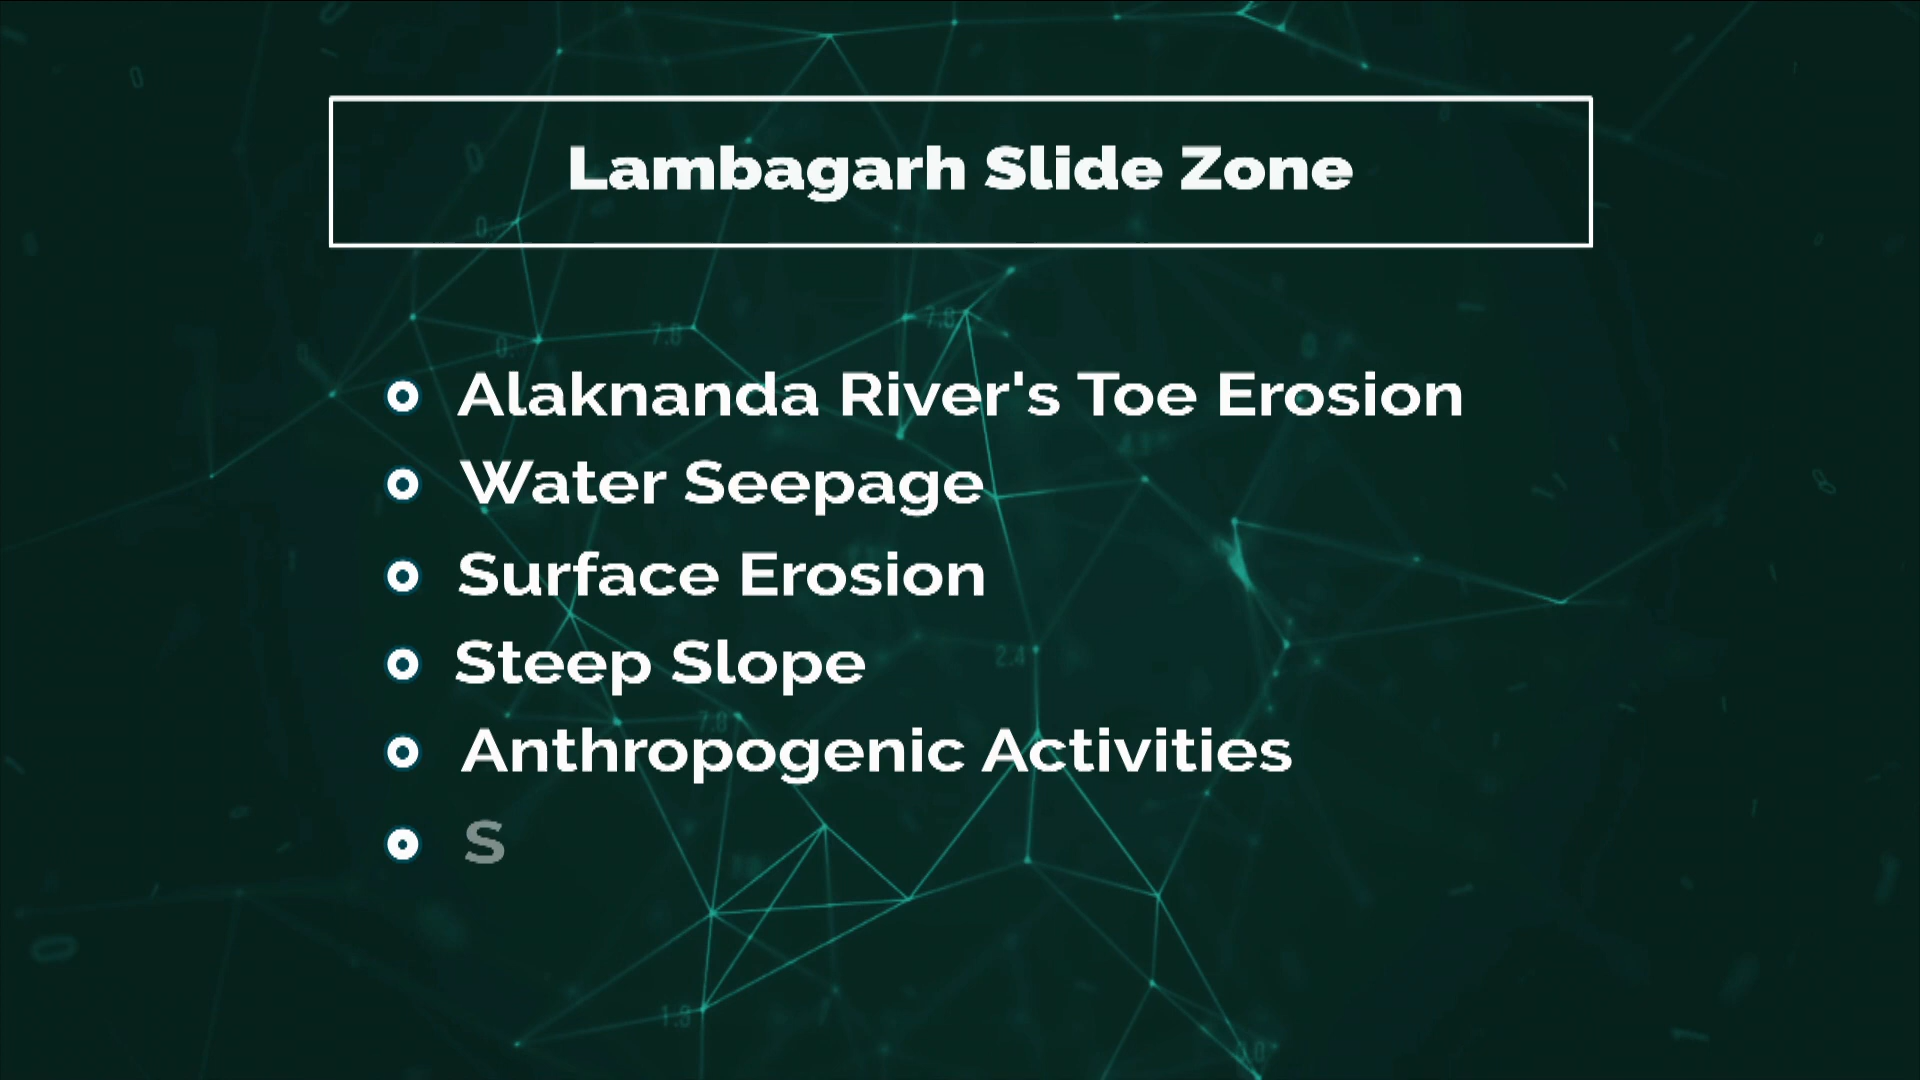 Lambagarh Slide Zone
Alaknanda River's Toe Erosion
Water Seepage
Surface Erosion
Steep Slope
Anthropogenic Activities
S